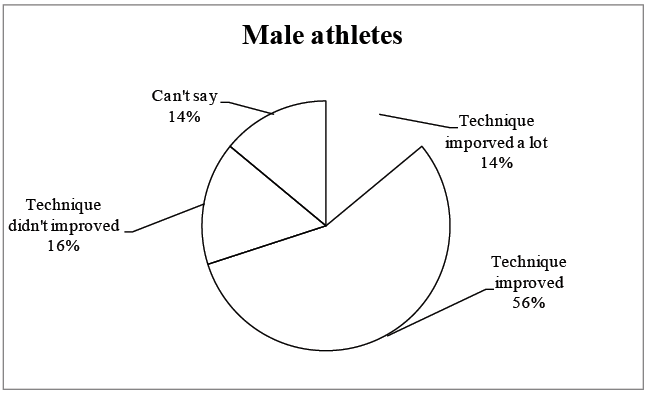 Male athletes
Can't say
14%
Technique
imporved a lot
14%
Technique
didn't improved
16%
Technique
improved
56%